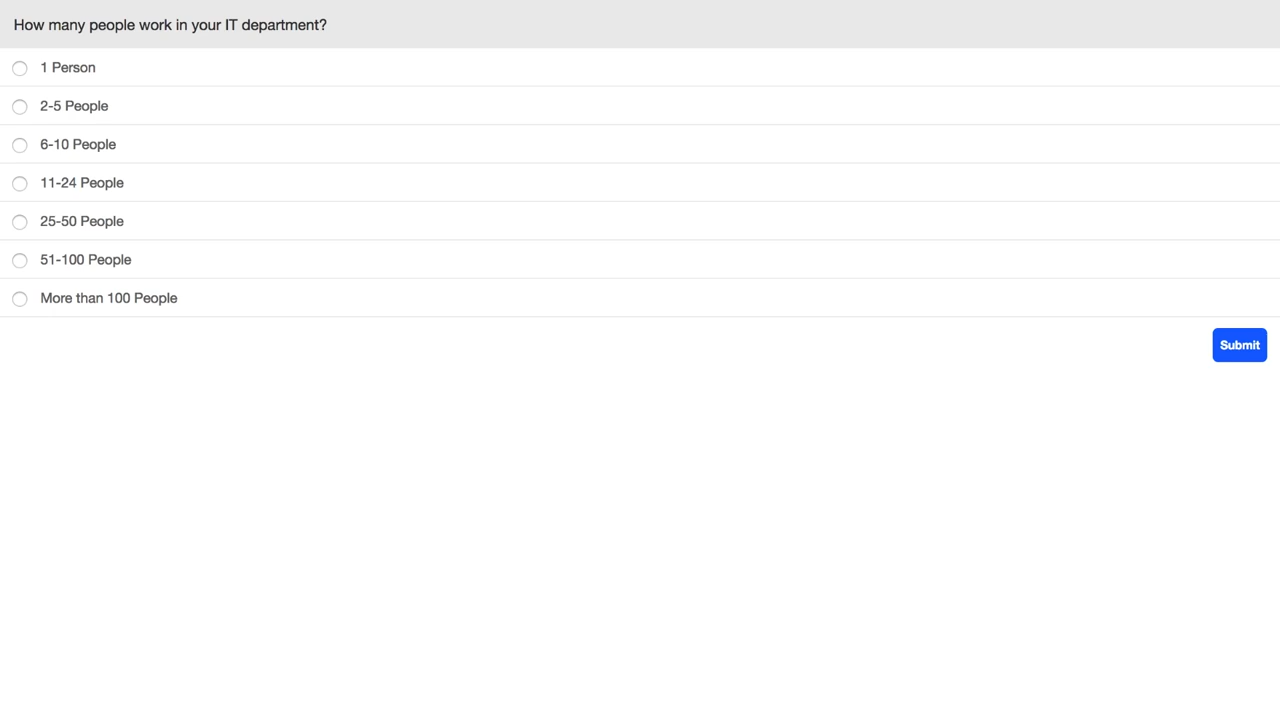 How many people work in your IT department?
1 Person
2-5 People
6-10 People
11-24 People
25-50 People
51-100 People
More than 100 People
Submit